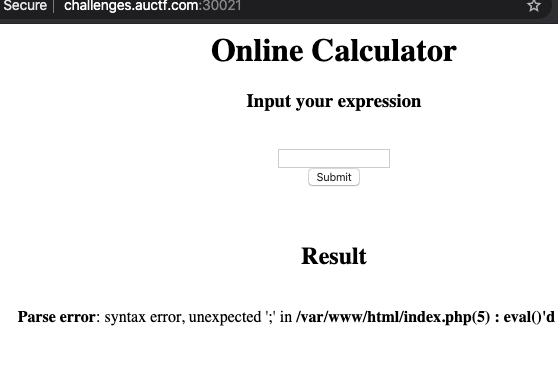 Secure | challenges.auctf.com:30021
Online Calculator
Input your expression
Submit
Result
Parse error: syntax error, unexpected ';' in /var/www/html/index.php(5) : eval()'d